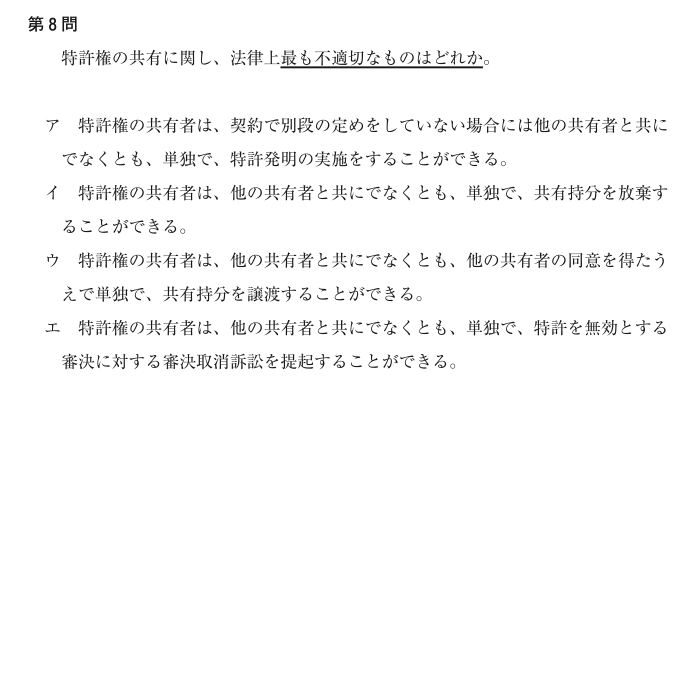 第8問
特許権の共有に関し、法律上最も不適切なものはどれか。
ア　特許権の共有者は、契約で別段の定めをしていない場合には他の共有者と共に
でなくとも、単独で、特許発明の実施をすることができる。
イ　特許権の共有者は、他の共有者と共にでなくとも、単独で、共有持分を放棄す
ることができる。
ウ　特許権の共有者は、他の共有者と共にでなくとも、他の共有者の同意を得たう
えで単独で、共有持分を譲渡することができる。
エ　特許権の共有者は、他の共有者と共にでなくとも、単独で、特許を無効とする
審決に対する審決取消訴訟を提起することができる。